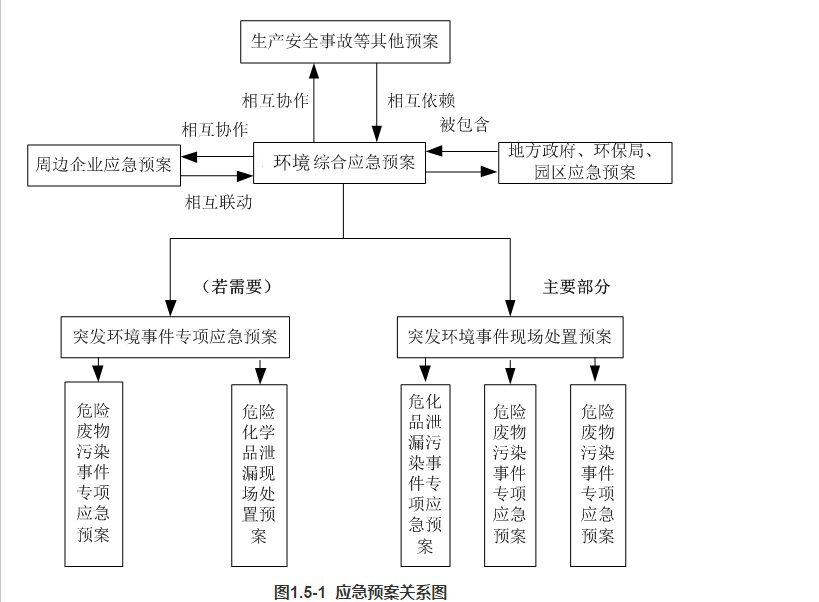 生产安全事故等其他预案
相互协作
相互依赖
相互协作
被包含
周边企业应急预案
环境综合应急预案
地方政府、环保局、
园区应急预案
相互联动
（若需要）
主要部分
突发环境事件专项应急预案
突发环境事件现场处置预案
危险
废物
污染
事件
专项
应急
预案
危险
化学
品泄
漏现
场处
置预
案
危化
品泄
漏污
染事
件专
项应
急预
案
危险
废物
污染
事件
专项
应急
预案
危险
废物
污染
事件
专项
应急
预案
图1.5-1 应急预案关系图